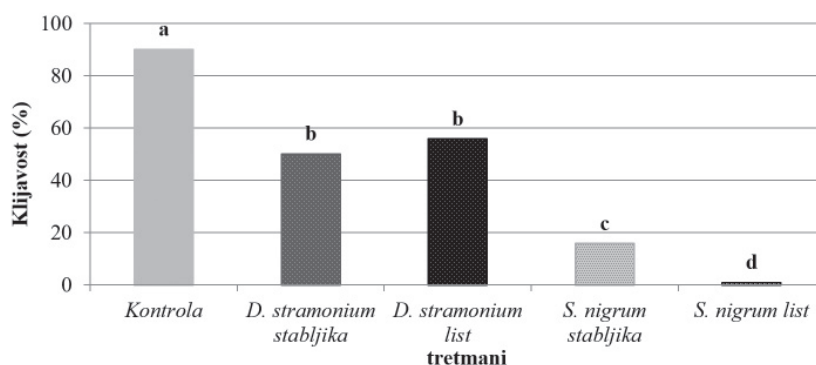 100
a
80
60
b
b
40
20
c
d
0
Klijavost (%)
Kontrola
D. stramonium
stabljika
D. stramonium
list
S. nigrum
stabljika
S. nigrum list
tretmani